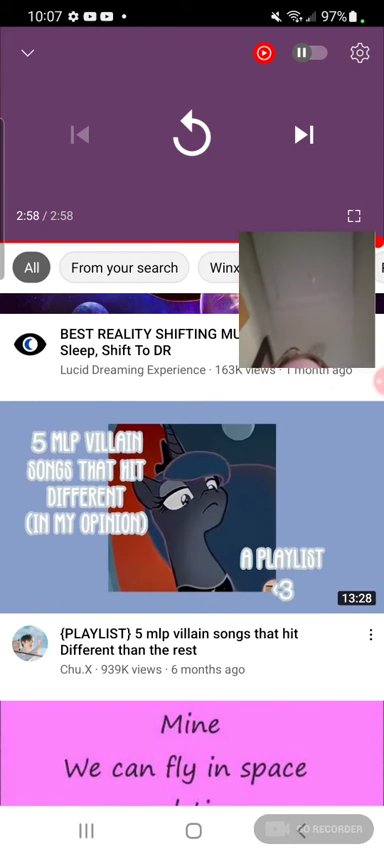 10:07
97%
2:58 / 2:58
All
From your search
Winx
BEST REALITY SHIFTING MU
Sleep, Shift To DR
Lucid Dreaming Experience · 163K views · 1 month ago
5 MLP VILLAIN
SONGS THAT HIT
DIFFERENT
(IN MY OPINION)
A PLAYLIST
<3
13:28
{PLAYLIST} 5 mlp villain songs that hit
Different than the rest
Chu.X · 939K views · 6 months ago
Mine
We can fly in space
GO RECORDER